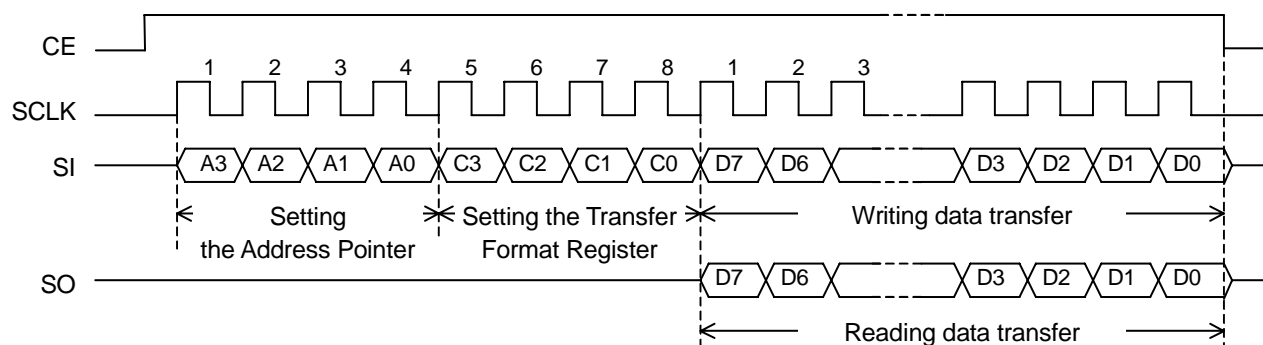 CE
1 2 3 4 5 6 7 8 1 2 3
SCLK
SI A3 A2 A1 A0 C3 C2 C1 C0 D7 D6 D3 D2 D1 D0
Setting Setting the Transfer Writing data transfer
the Address Pointer Format Register
SO D7 D6 D3 D2 D1 D0
Reading data transfer